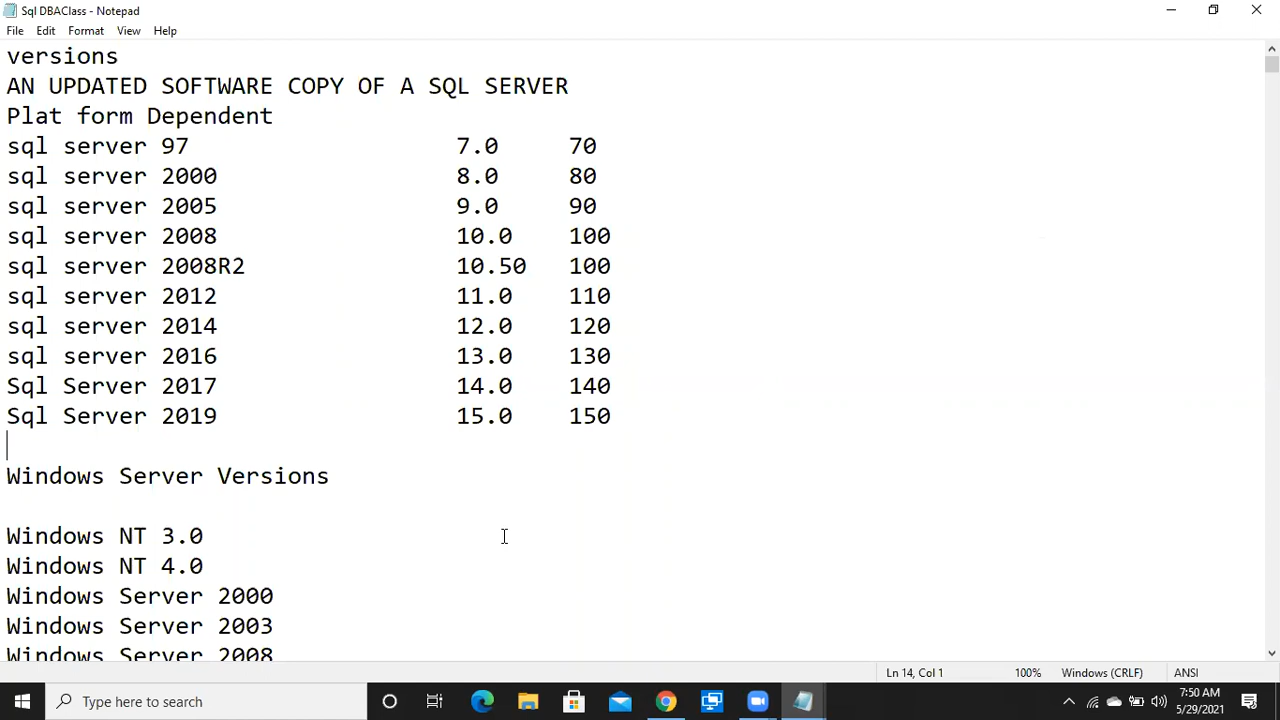 Sql DBAClass - Notepad
File Edit Format View Help
versions
AN UPDATED SOFTWARE COPY OF A SQL SERVER
Plat form Dependent
sql server 97 7.0 70
sql server 2000 8.0 80
sql server 2005 9.0 90
sql server 2008 10.0 100
sql server 2008R2 10.50 100
sql server 2012 11.0 110
sql server 2014 12.0 120
sql server 2016 13.0 130
Sql Server 2017 14.0 140
Sql Server 2019 15.0 150
Windows Server Versions
Windows NT 3.0
Windows NT 4.0
Windows Server 2000
Windows Server 2003
Windows Server 2008
Ln 14, Col 1 100% Windows (CRLF) ANSI
Type here to search
7:50 AM
5/29/2021